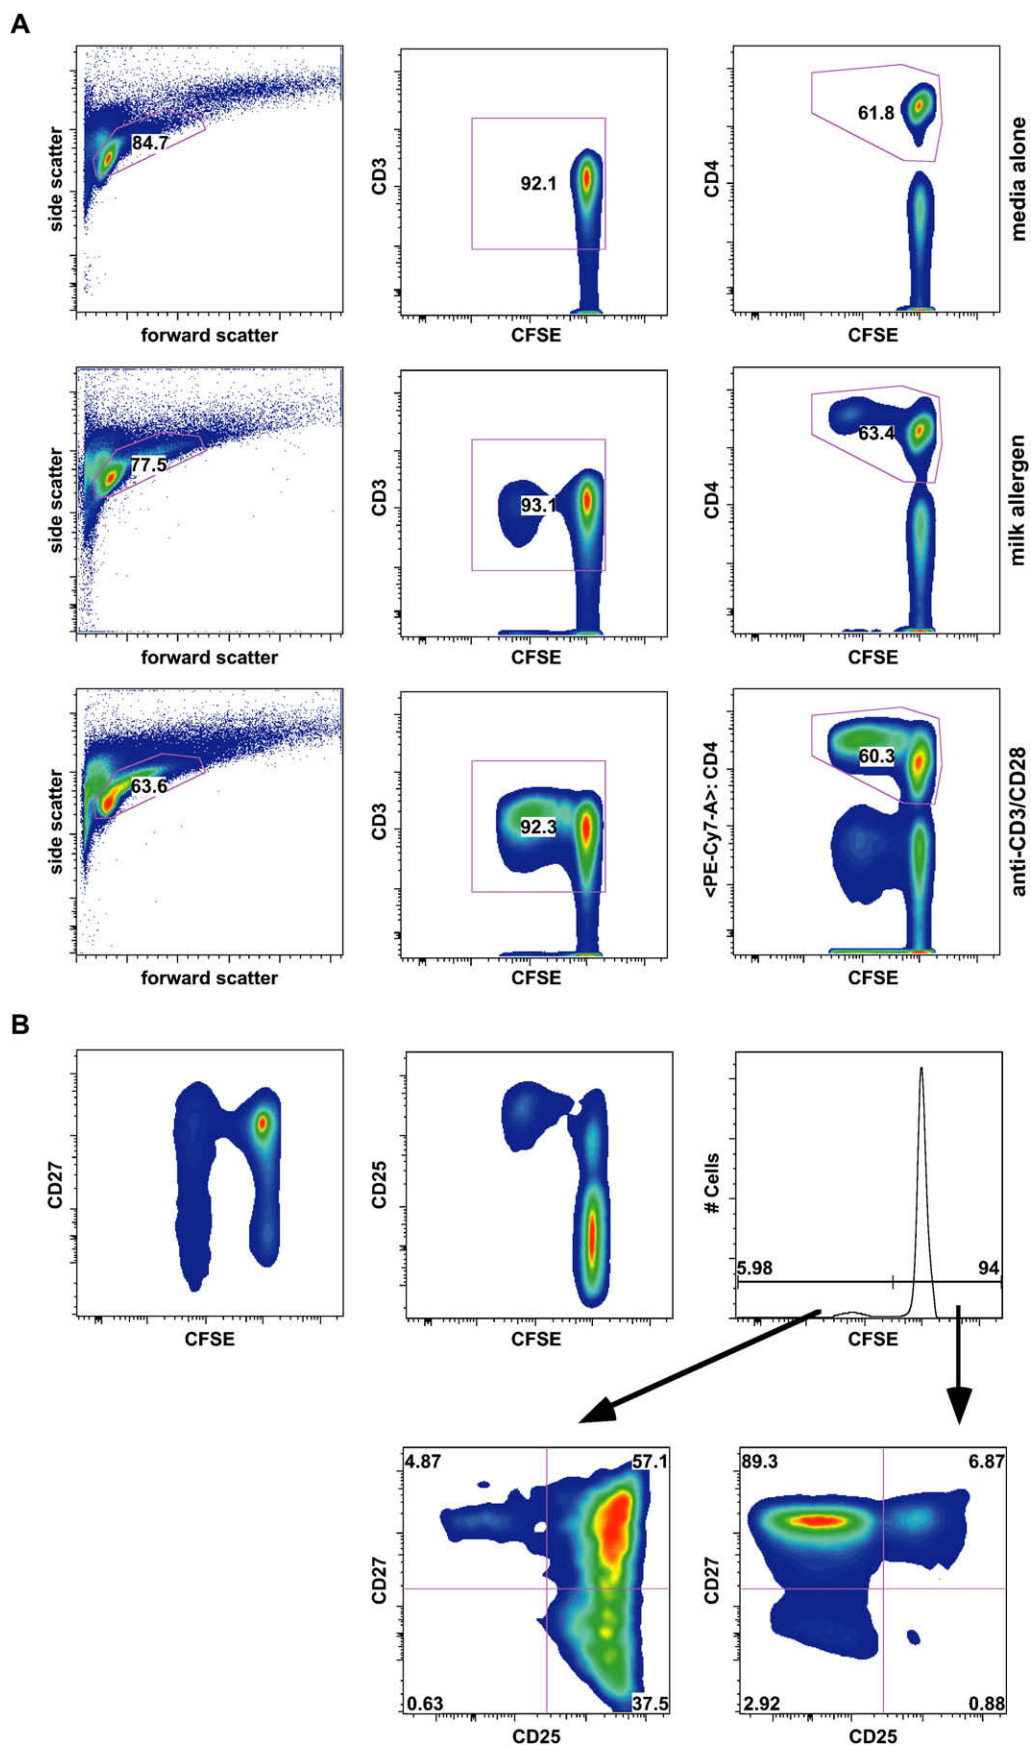 A
side scatter
84.7
forward scatter
CD3
92.1
CFSE
CD4
61.8
CFSE
media alone
side scatter
77.5
forward scatter
CD3
93.1
CFSE
CD4
63.4
CFSE
milk allergen
side scatter
63.6
forward scatter
CD3
92.3
CFSE
<PE-Cy7-A>: CD4
60.3
CFSE
anti-CD3/CD28
B
CD27
CFSE
CD25
CFSE
# Cells
5.98
94
CFSE
4.87
57.1
CD27
0.63
37.5
CD25
89.3
6.87
CD27
2.92
0.88
CD25